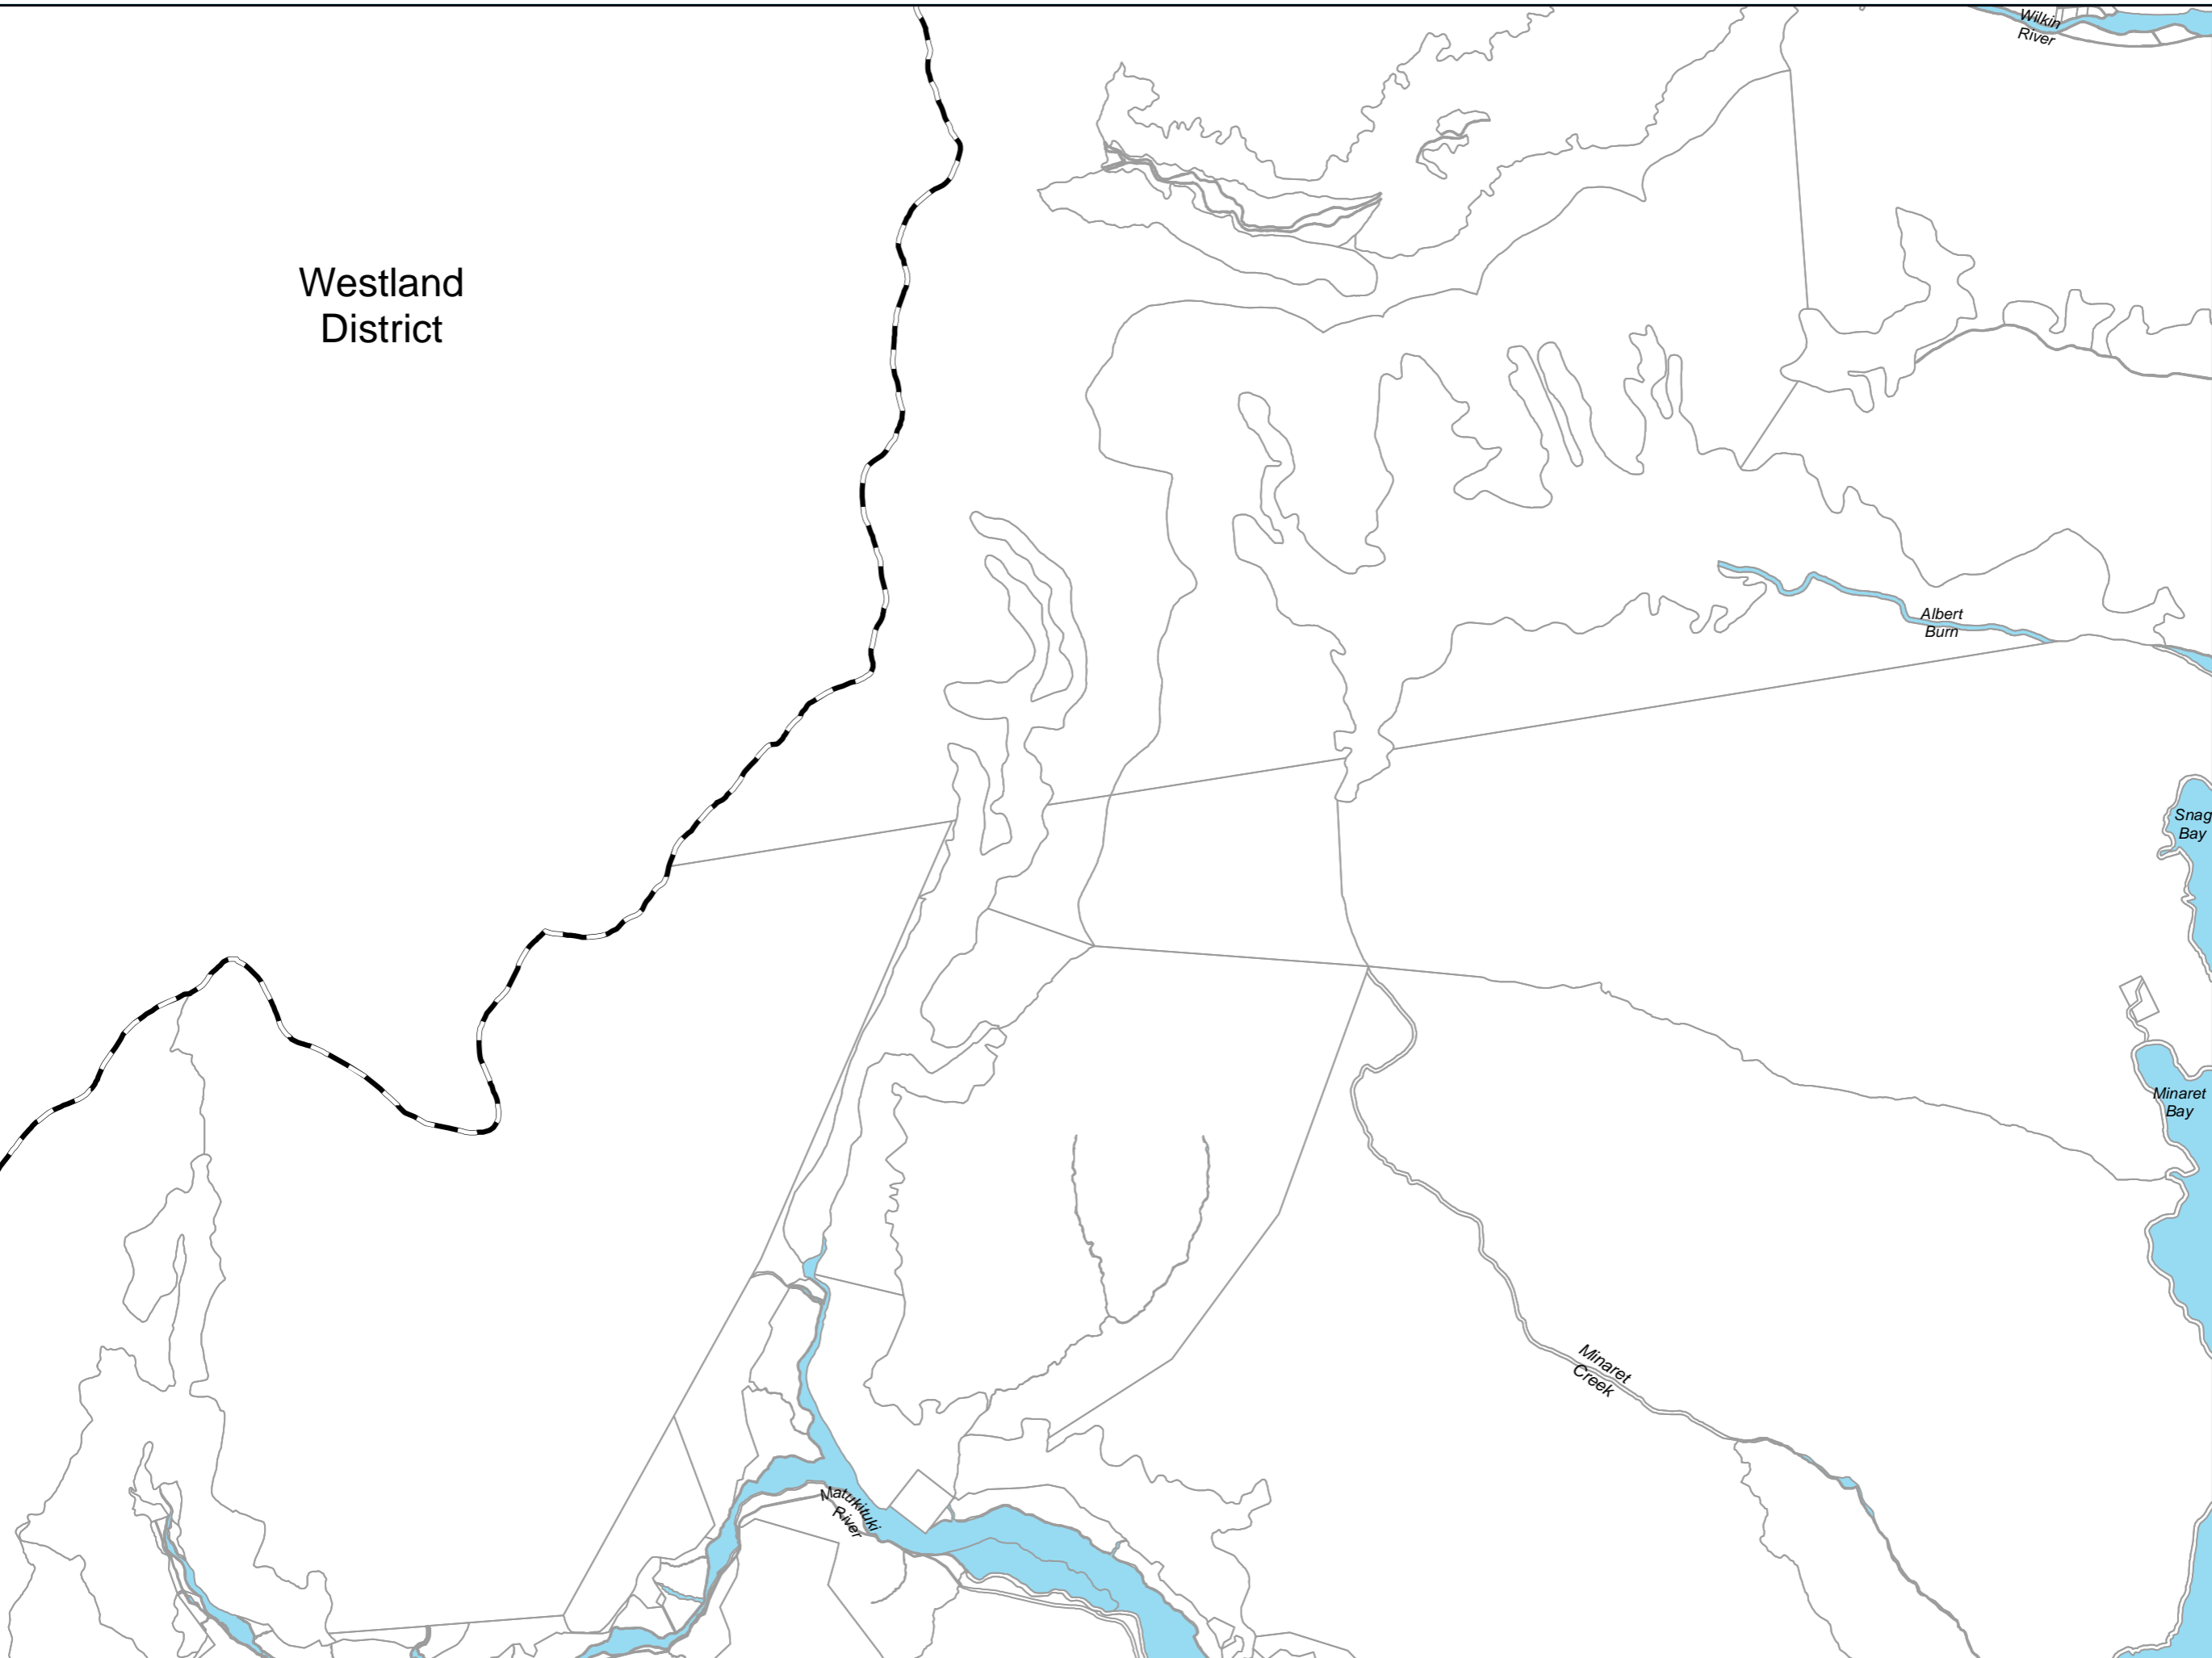 Wilkin
River
Westland
District
Albert
Burn
Snag
Bay
Minaret
Bay
Minaret
Creek
Matukituki
River